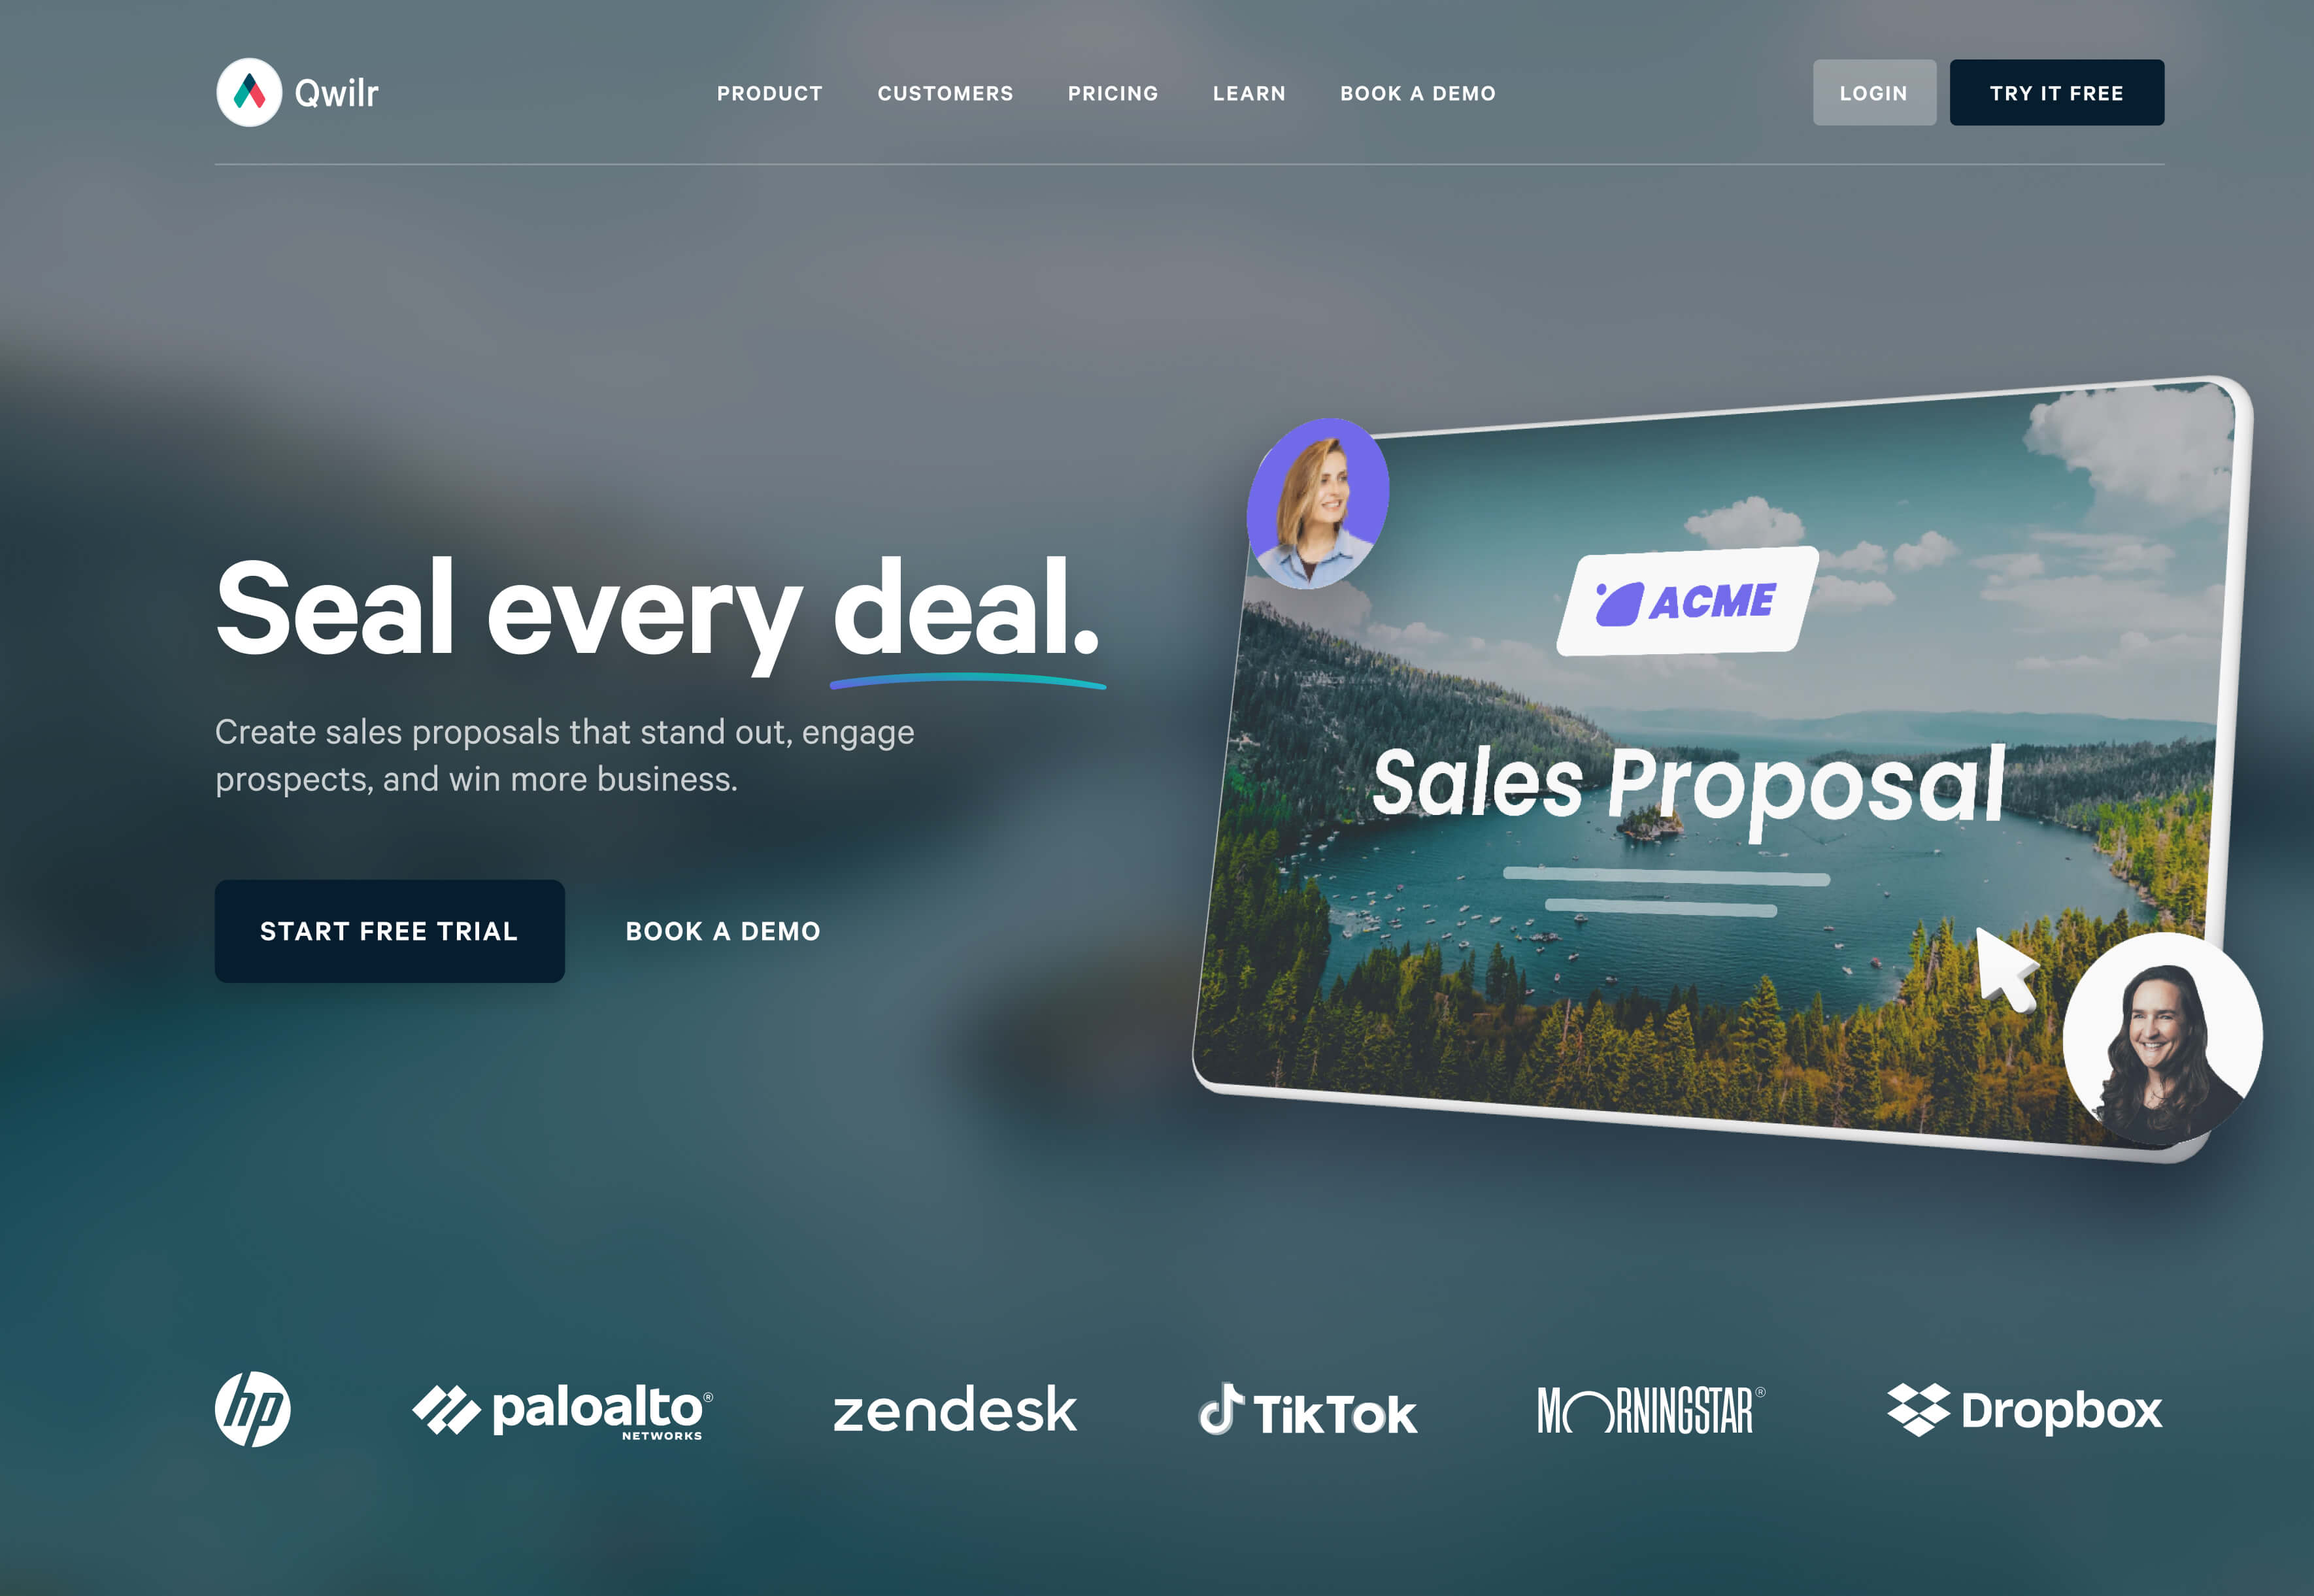 Qwilr
PRODUCT
CUSTOMERS
PRICING
LEARN
BOOK A DEMO
LOGIN
TRY IT FREE
Seal every deal.
Create sales proposals that stand out, engage
prospects, and win more business.
START FREE TRIAL
BOOK A DEMO
ACME
Sales Proposal
hp
paloalto®
NETWORKS
zendesk
TikTok
MORNINGSTAR®
Dropbox